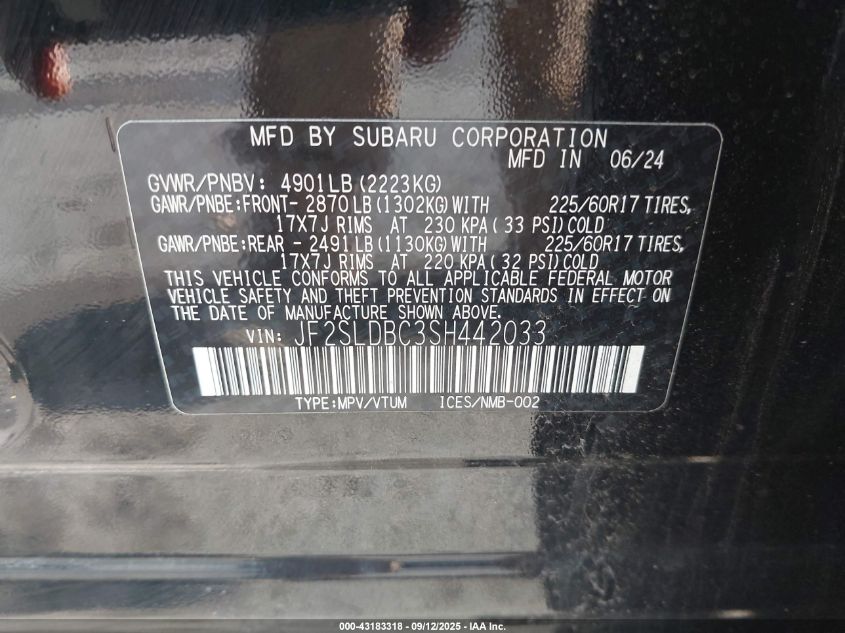 MFD BY SUBARU CORPORATION
MFD IN 06/24
GVWR/PNBV: 4901LB (2223KG)
GAWR/PNBE:FRONT- 2870LB(1302KG)WITH 225/60R17 TIRES,
17X7J RIMS AT 230 KPA ( 33 PSI)COLD
GAWR/PNBE:REAR - 2491LB(1130KG)WITH 225/60R17 TIRES,
17X7J RIMS AT 220 KPA ( 32 PSI)COLD
THIS VEHICLE CONFORMS TO ALL APPLICABLE FEDERAL MOTOR
VEHICLE SAFETY AND THEFT PREVENTION STANDARDS IN EFFECT ON
THE DATE OF MANUFACTURE SHOWN ABOVE.
VIN: JF2SLDBC3SH442033
TYPE:MPV/VTUM ICES/NMB-002
000-43183318 - 09/12/2025 - IAA Inc.